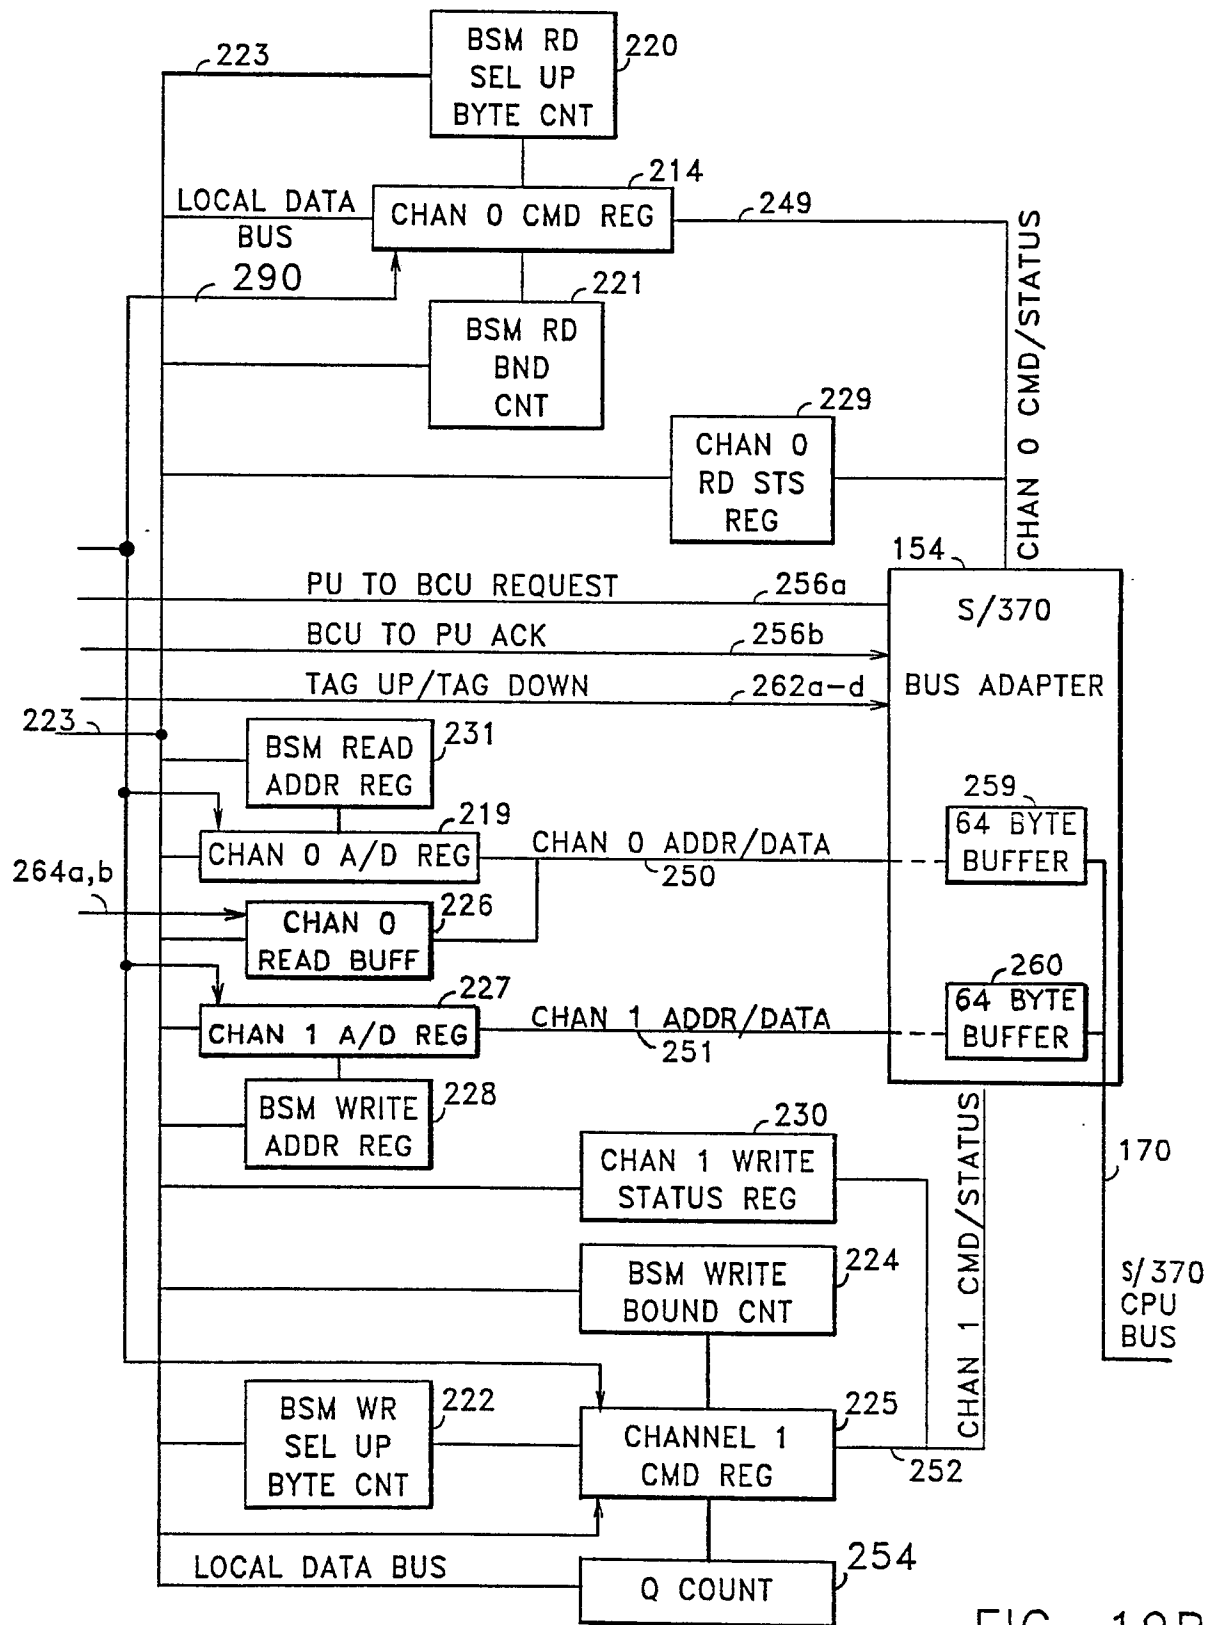 BSM RD
SEL UP
BYTE CNT
220
223
214
LOCAL DATA
BUS
CHAN 0 CMD REG
249
CHAN 0 CMD/STATUS
290
221
BSM RD
BND
CNT
229
CHAN 0
RD STS
REG
154
PU TO BCU REQUEST
256a
S/370
BUS ADAPTER
BCU TO PU ACK
256b
TAG UP/TAG DOWN
262a-d
223
BSM READ
ADDR REG
231
259
64 BYTE
BUFFER
219
CHAN 0 A/D REG
CHAN 0 ADDR/DATA
250
264a,b
CHAN 0
READ BUFF
226
227
CHAN 1 A/D REG
CHAN 1 ADDR/DATA
251
260
64 BYTE
BUFFER
BSM WRITE
ADDR REG
228
230
CHAN 1 WRITE
STATUS REG
CHAN 1 CMD/STATUS
170
BSM WRITE
BOUND CNT
224
S/370
CPU
BUS
BSM WR
SEL UP
BYTE CNT
222
CHANNEL 1
CMD REG
225
252
LOCAL DATA BUS
Q COUNT
254